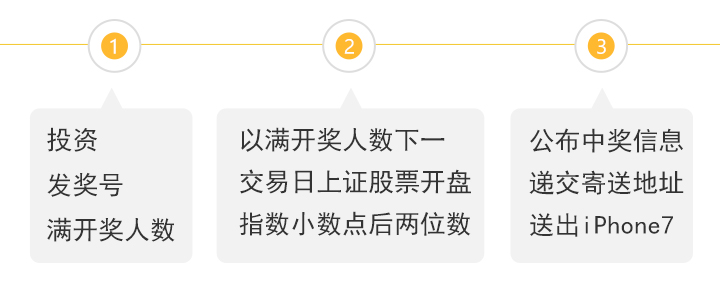 1
2
3
投资
发奖号
满开奖人数
以满开奖人数下一
交易日上证股票开盘
指数小数点后两位数
公布中奖信息
递交寄送地址
送出iPhone7